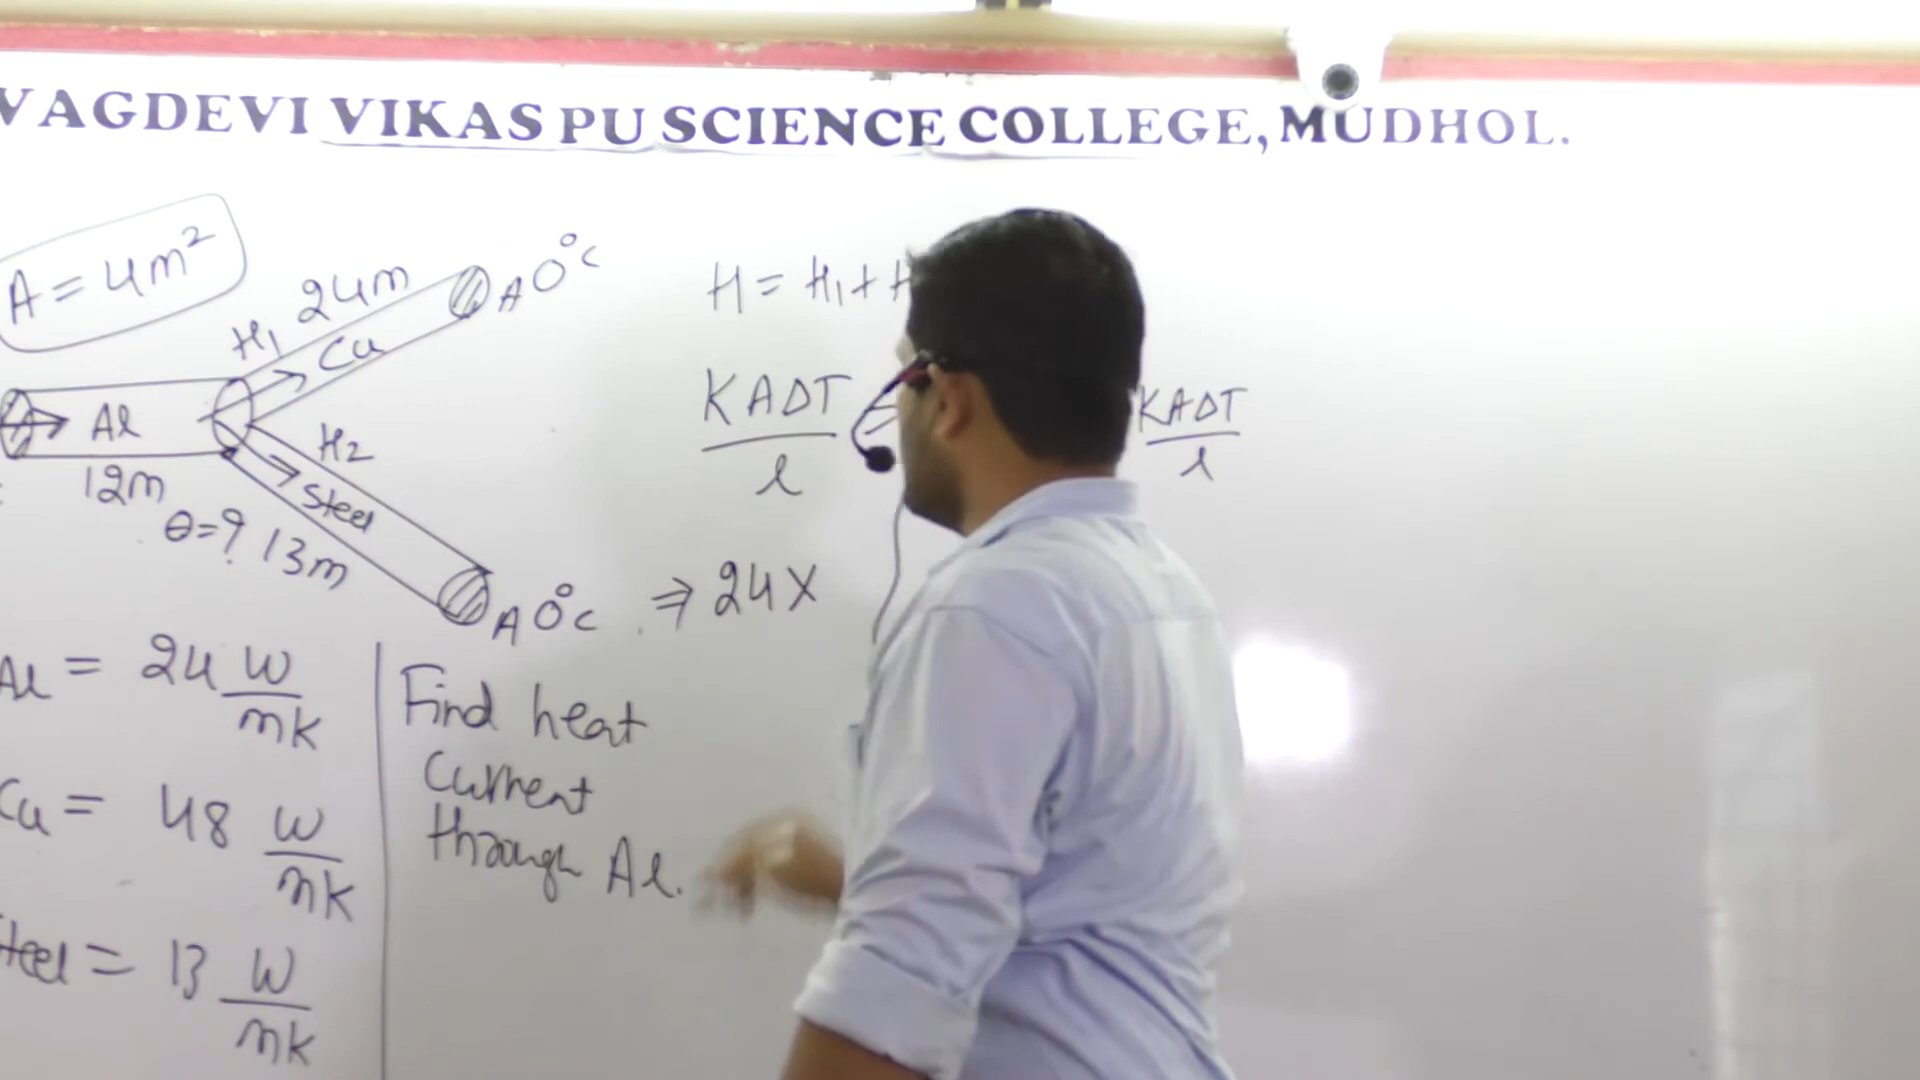 VAGDEVI VIKAS PU SCIENCE COLLEGE, MUDHOL.
A = 4m²
24m
A 0°C
H₁
Cu
Al
12m
H₂
Steel
θ=? 13m
A 0°C
Al = 24 W/mK
Cu = 48 W/mK
Steel = 13 W/mK
Find heat
current
through Al.
H = H₁ + H
KAΔT/l = KAΔT/l
⇒ 24 X